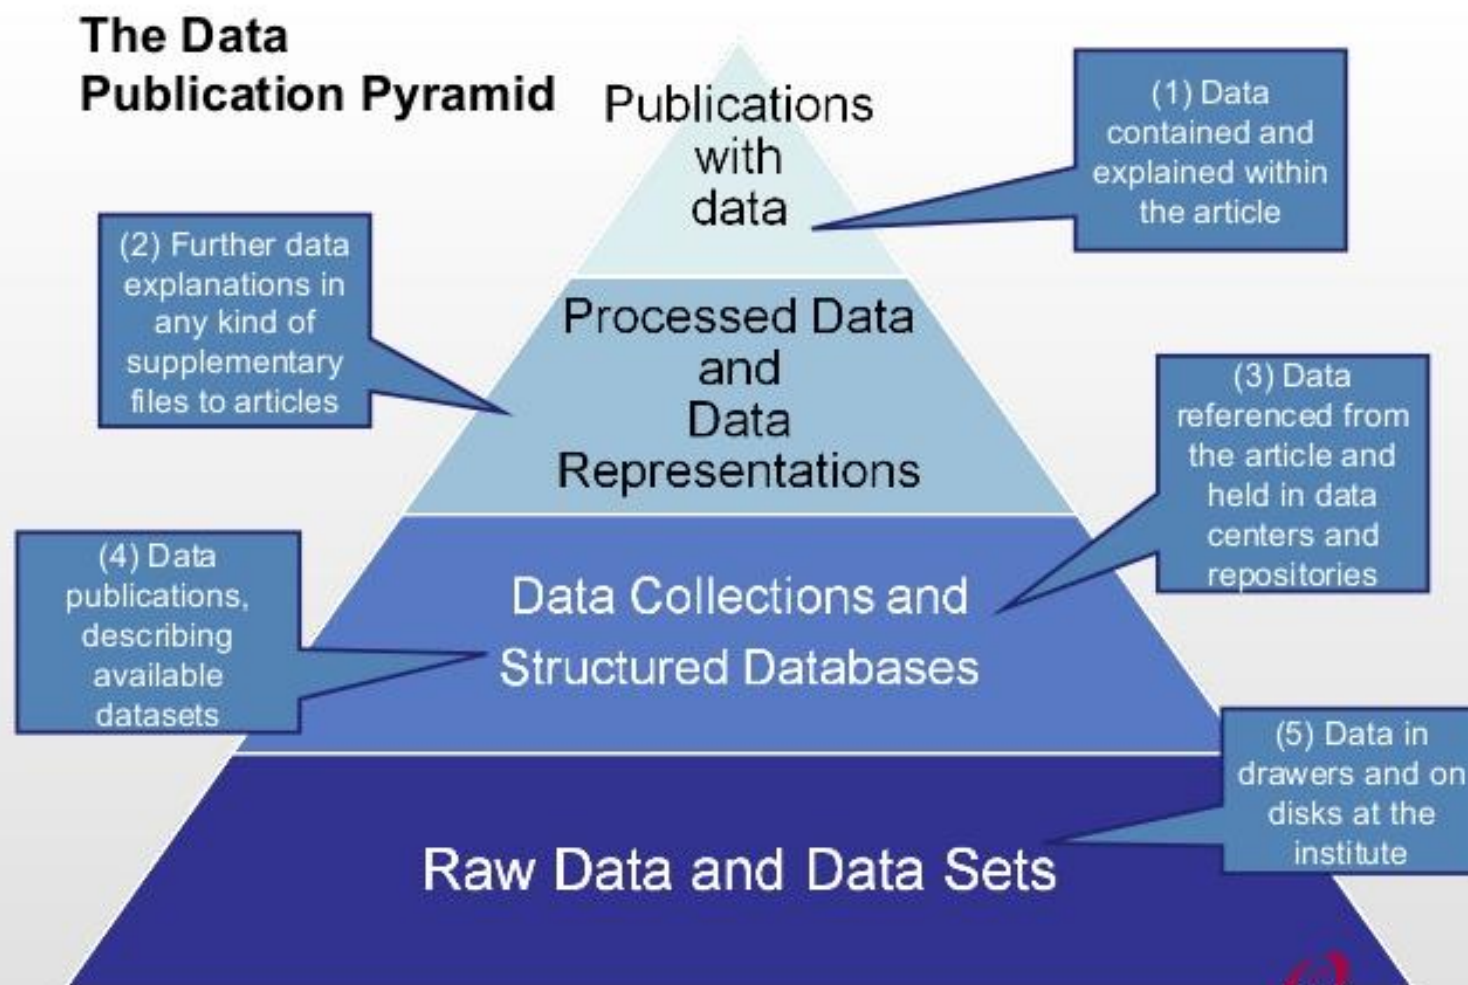 The Data
Publication Pyramid
Publications
with
data
(1) Data
contained and
explained within
the article
(2) Further data
explanations in
any kind of
supplementary
files to articles
Processed Data
and
Data
Representations
(3) Data
referenced from
the article and
held in data
centers and
repositories
(4) Data
publications,
describing
available
datasets
Data Collections and
Structured Databases
(5) Data in
drawers and on
disks at the
institute
Raw Data and Data Sets